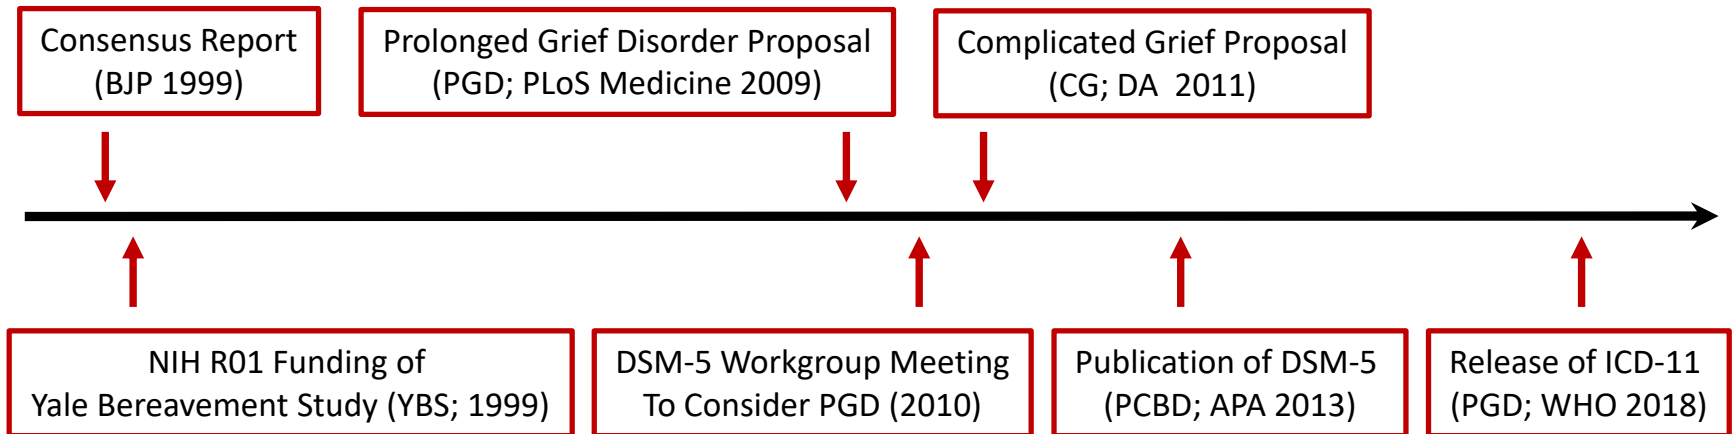 Consensus Report
(BJP 1999)
Prolonged Grief Disorder Proposal
(PGD; PLoS Medicine 2009)
Complicated Grief Proposal
(CG; DA  2011)
NIH R01 Funding of
Yale Bereavement Study (YBS; 1999)
DSM-5 Workgroup Meeting
To Consider PGD (2010)
Publication of DSM-5
(PCBD; APA 2013)
Release of ICD-11
(PGD; WHO 2018)